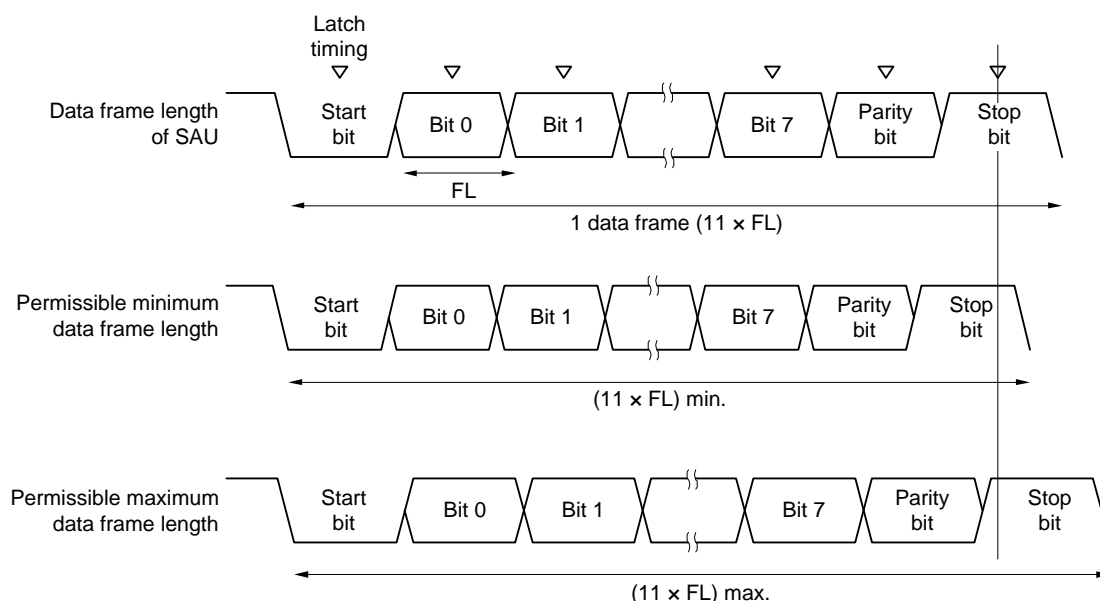 Latch
timing
Data frame length
of SAU
Start
bit
Bit 0
Bit 1
Bit 7
Parity
bit
Stop
bit
FL
1 data frame (11 × FL)
Permissible minimum
data frame length
Start
bit
Bit 0
Bit 1
Bit 7
Parity
bit
Stop
bit
(11 × FL) min.
Permissible maximum
data frame length
Start
bit
Bit 0
Bit 1
Bit 7
Parity
bit
Stop
bit
(11 × FL) max.